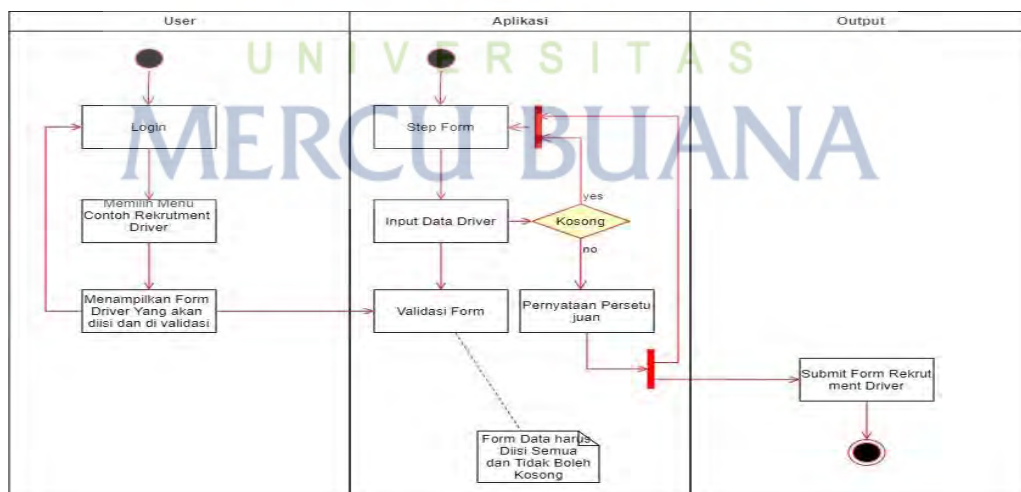 User
Aplikasi
Output
UNIVERSITAS
MERCU BUANA
Login
Memilih Menu
Contoh Rekrutment
Driver
Menampilkan Form
Driver Yang akan
diisi dan di validasi
Step Form
Input Data Driver
Kosong
yes
no
Validasi Form
Pernyataan Persetu
juan
Form Data harus
Diisi Semua
dan Tidak Boleh
Kosong
Submit Form Rekrut
ment Driver